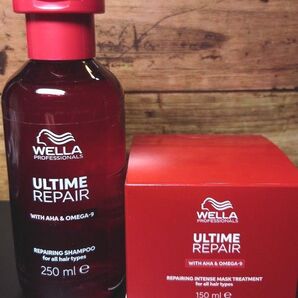 WELLA
PROFESSIONALS
ULTIME
REPAIR
WITH AHA & OMEGA-9
REPAIRING SHAMPOO
for all hair types
250 ml e
WELLA
PROFESSIONALS
ULTIME
REPAIR
WITH AHA & OMEGA-9
REPAIRING INTENSE MASK TREATMENT
for all hair types
150 ml e